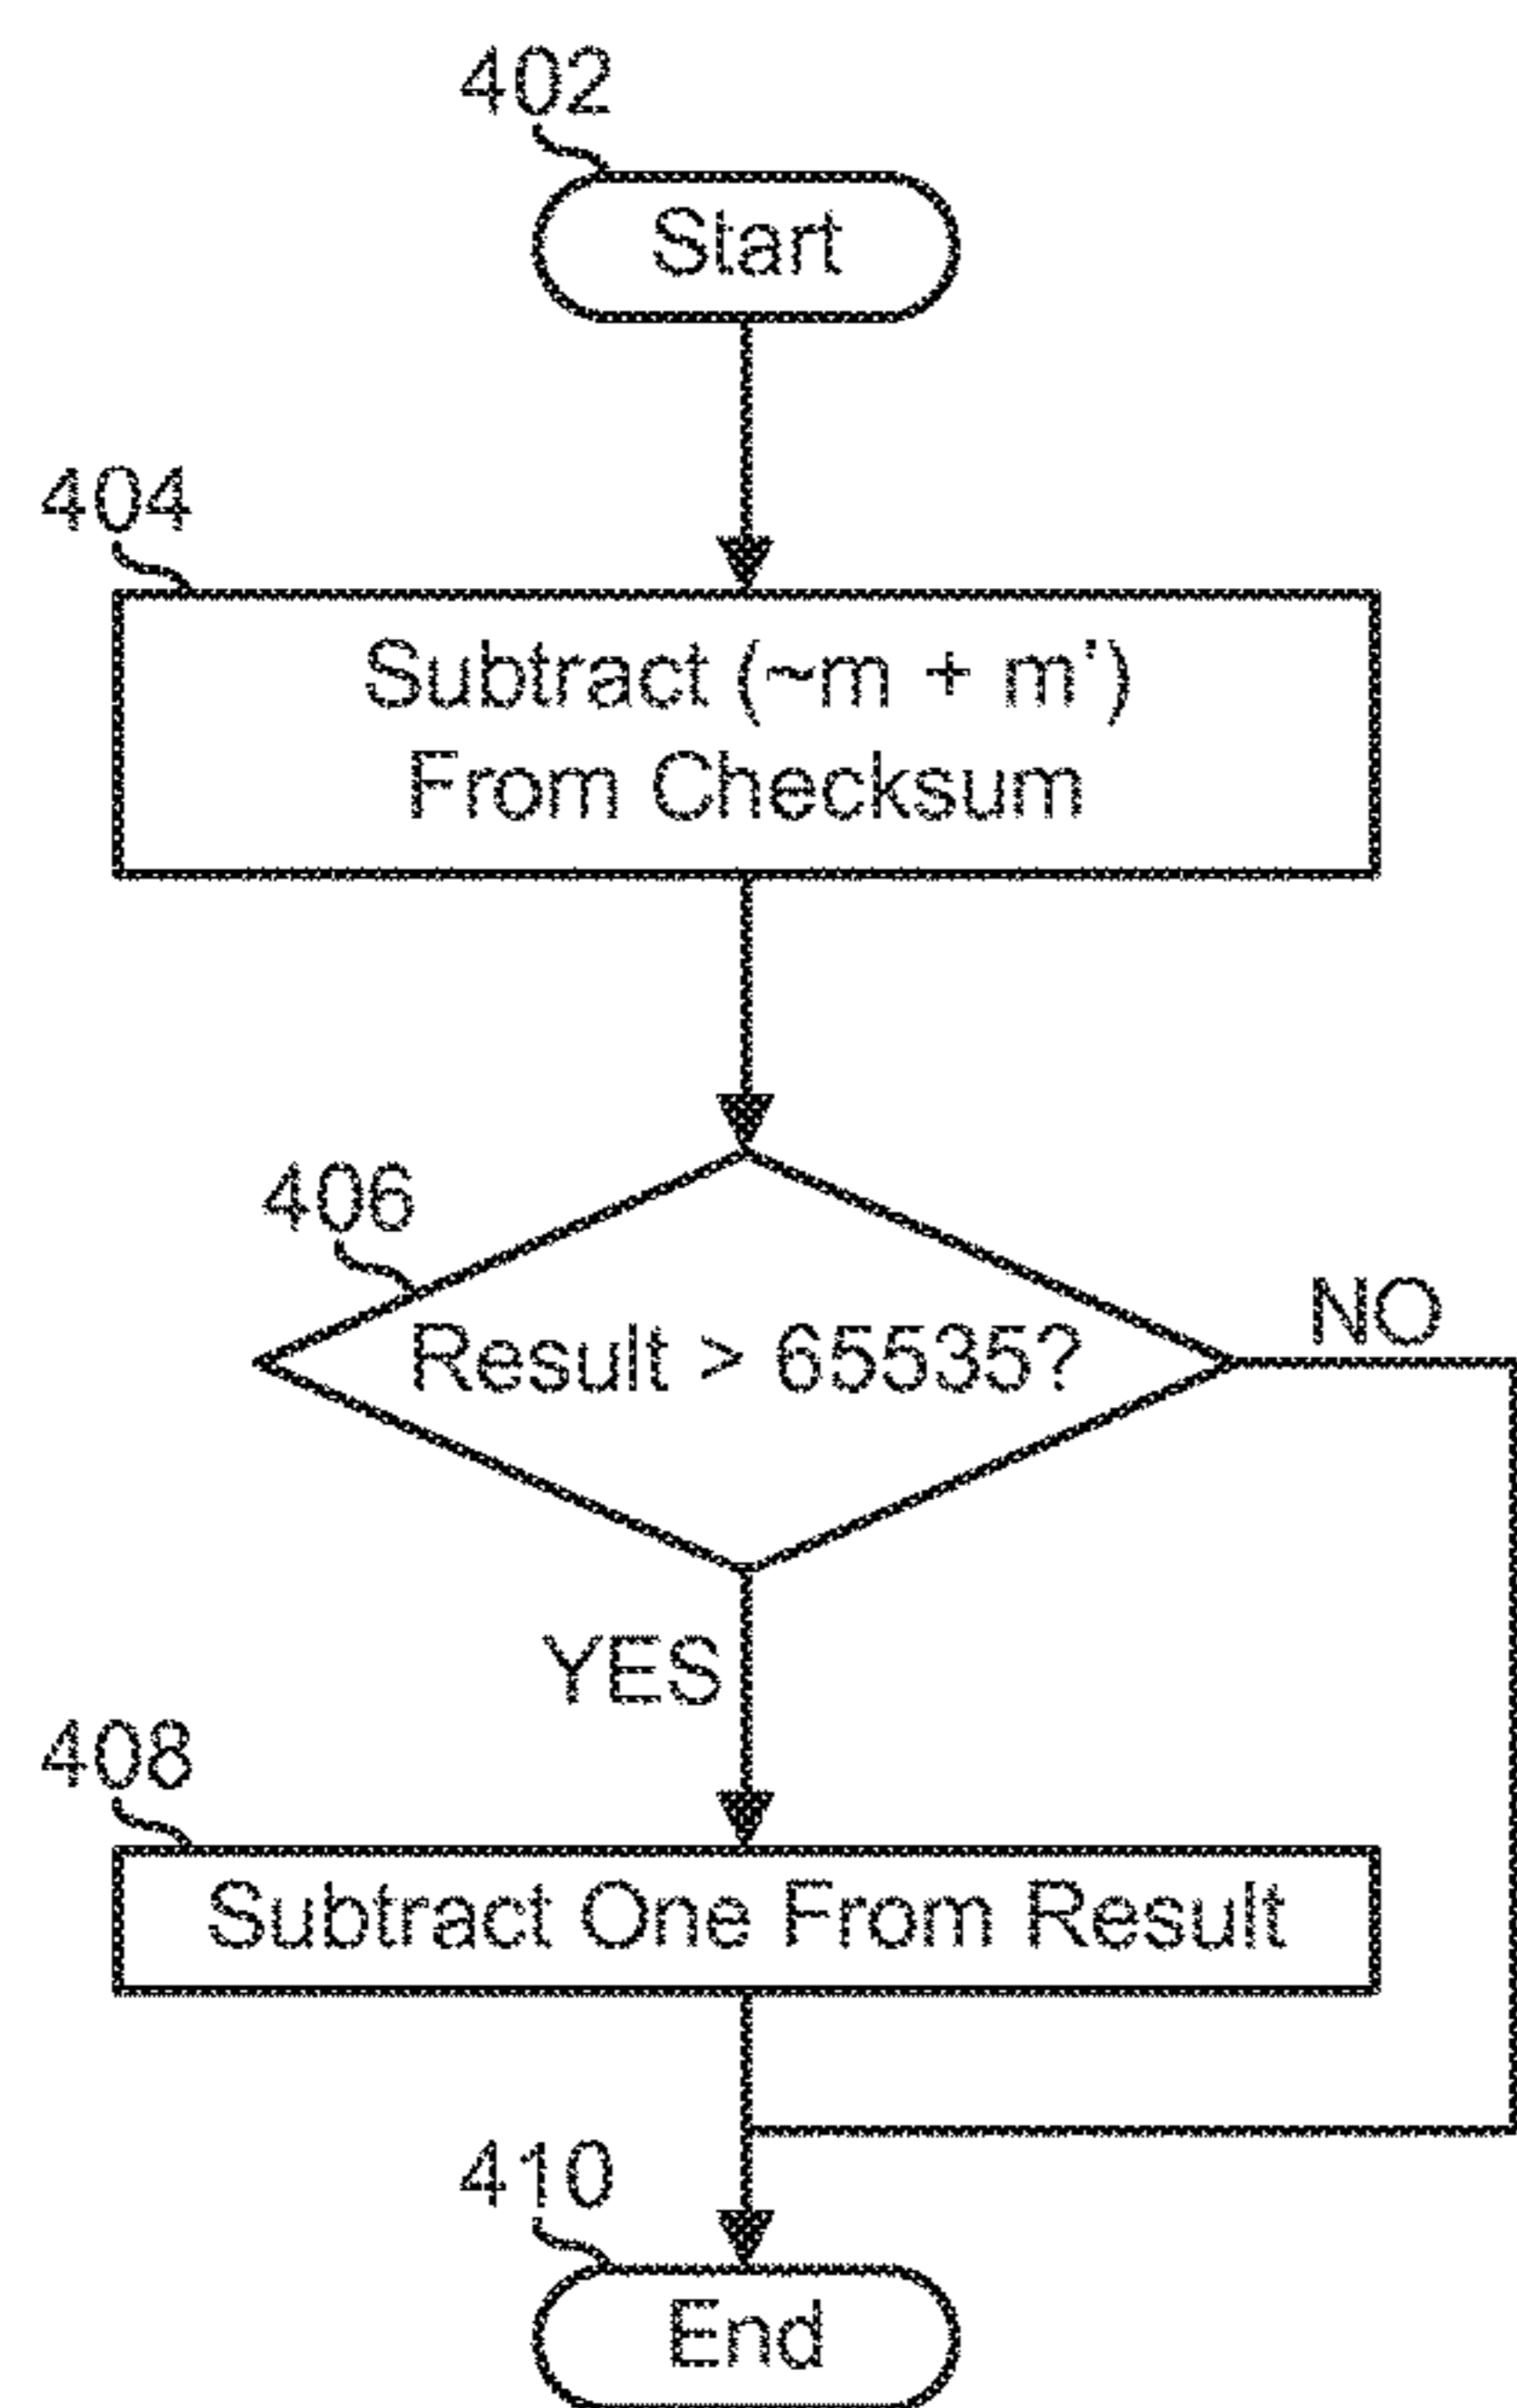 402
Start
404
Subtract (~m + m')
From Checksum
406
Result > 65535?
NO
YES
408
Subtract One From Result
410
End